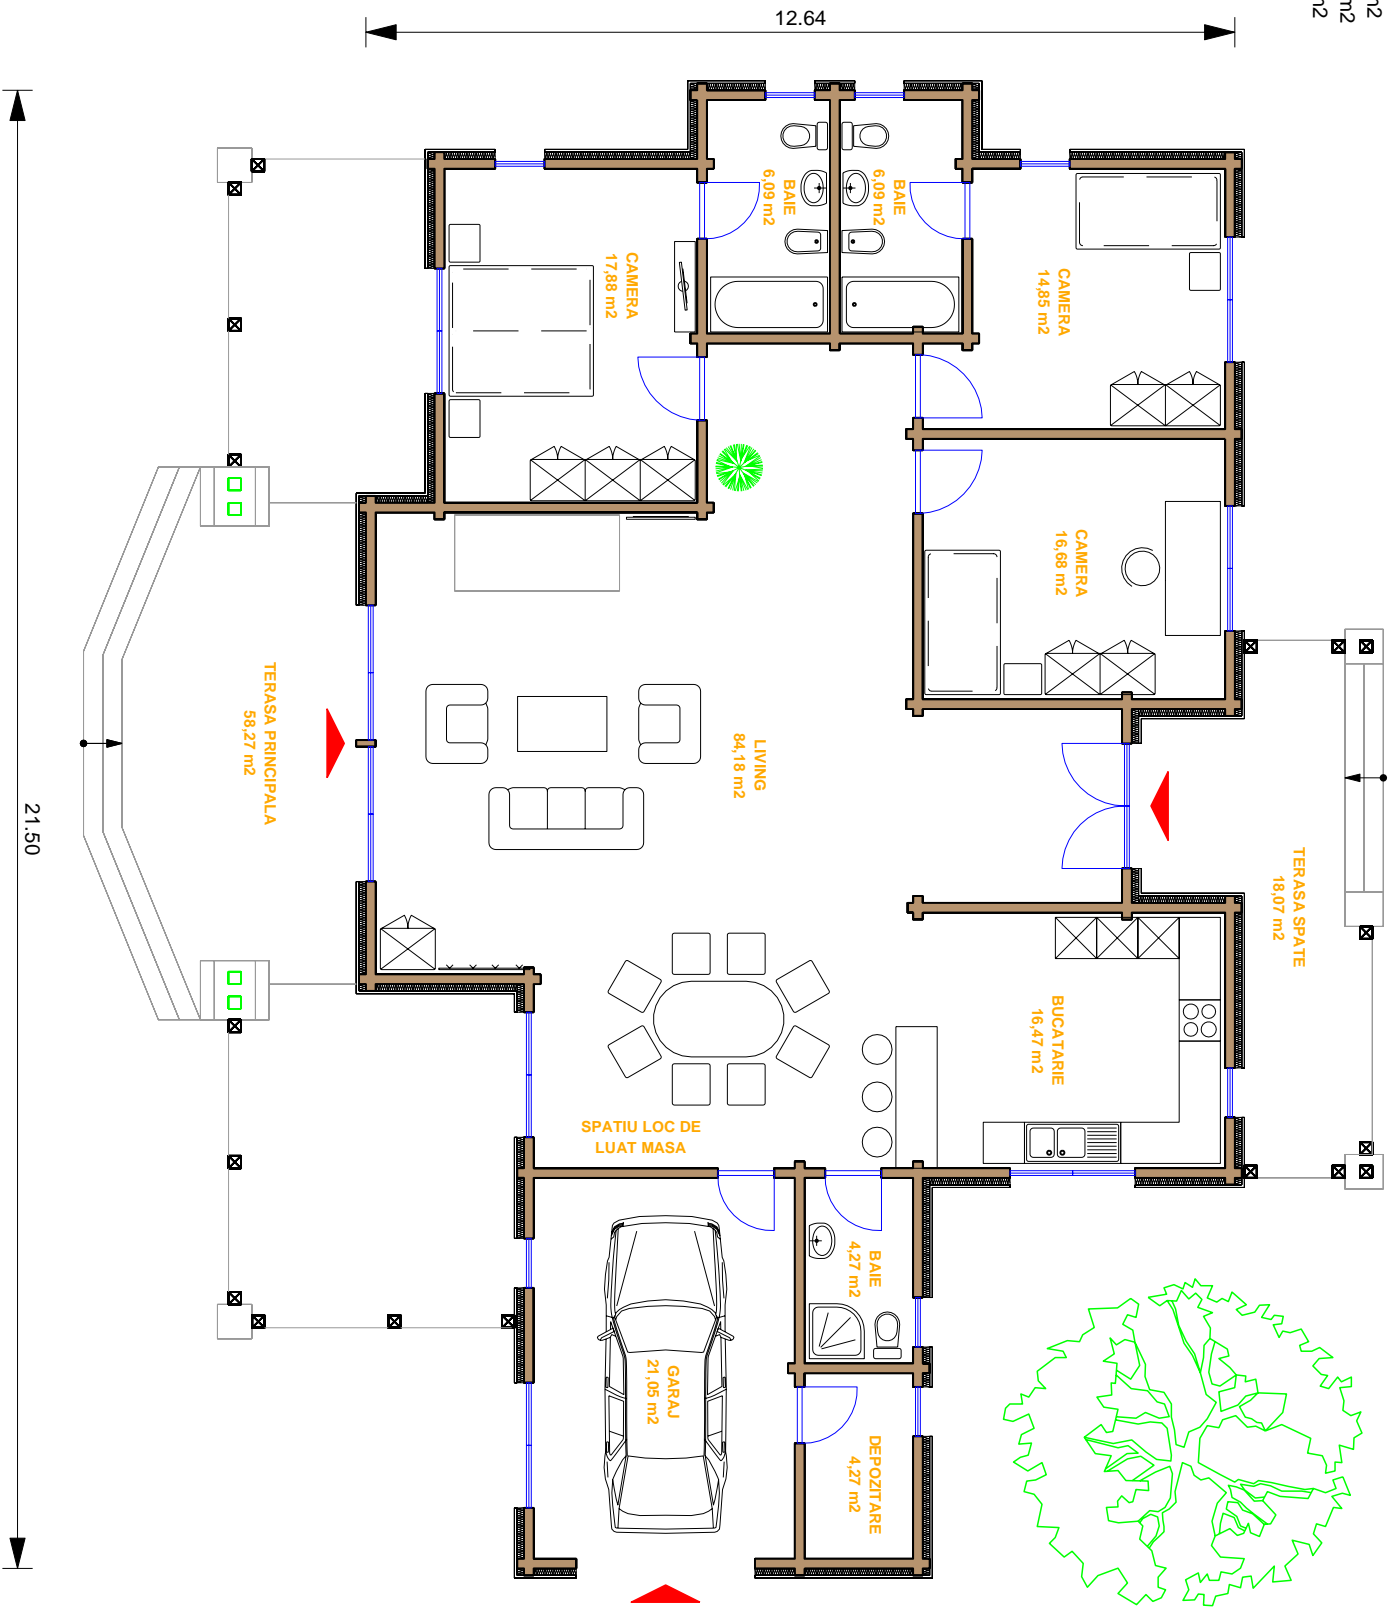 m2
m2
m2
12.64
21.50
BAIE
6,09 m2
BAIE
6,09 m2
CAMERA
17,88 m2
CAMERA
14,85 m2
CAMERA
16,68 m2
TERASA PRINCIPALA
58,27 m2
LIVING
84,18 m2
TERASA SPATE
18,07 m2
BUCATARIE
16,47 m2
SPATIU LOC DE
LUAT MASA
BAIE
4,27 m2
GARAJ
21,05 m2
DEPOZITARE
4,27 m2